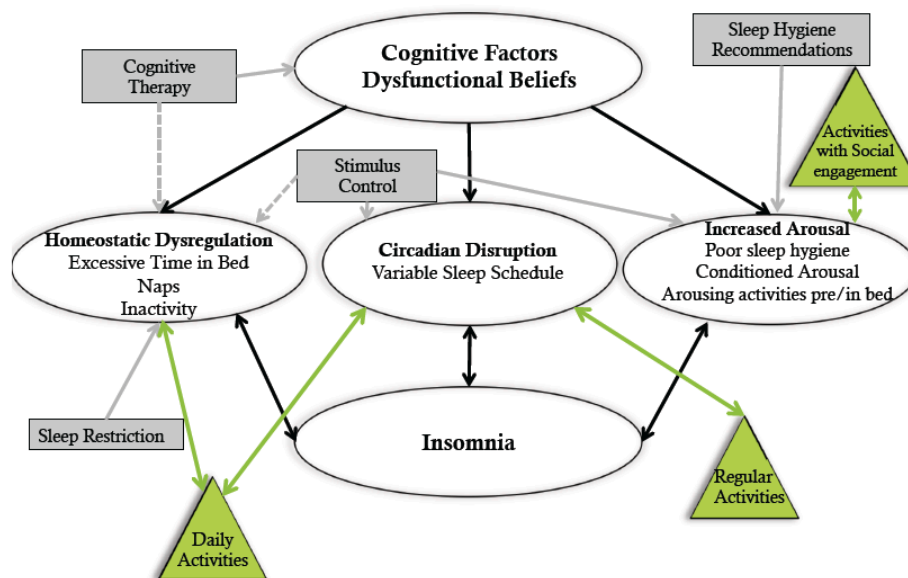 Cognitive Factors
Dysfunctional Beliefs
Sleep Hygiene
Recommendations
Cognitive
Therapy
Activities
with Social
engagement
Stimulus
Control
Homeostatic Dysregulation
Excessive Time in Bed
Naps
Inactivity
Circadian Disruption
Variable Sleep Schedule
Increased Arousal
Poor sleep hygiene
Conditioned Arousal
Arousing activities pre/in bed
Sleep Restriction
Insomnia
Regular
Activities
Daily
Activities